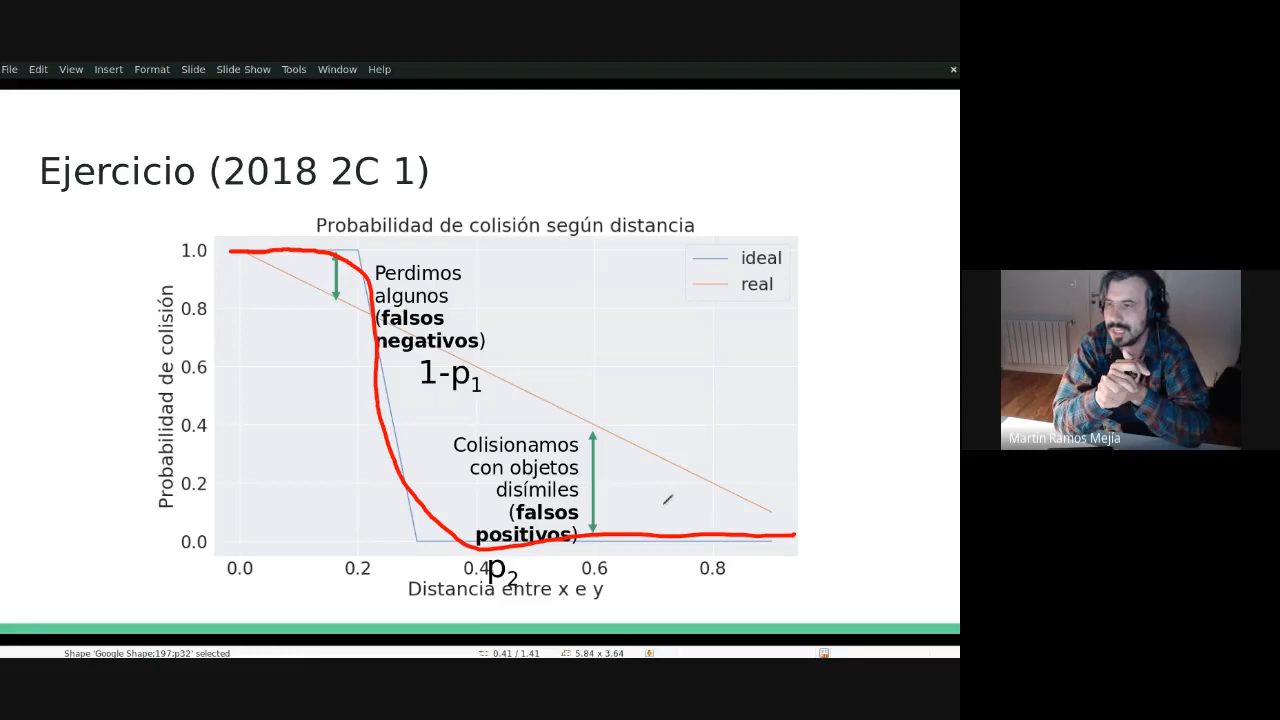 File Edit View Insert Format Slide Slide Show Tools Window Help ×
Ejercicio (2018 2C 1)
Probabilidad de colisión según distancia
Probabilidad de colisión
1.0
0.8
0.6
0.4
0.2
0.0
ideal
real
Perdimos
algunos
(falsos
negativos)
1-p1
Colisionamos
con objetos
disímiles
(falsos
positivos)
p2
0.0 0.2 0.4 0.6 0.8
Distancia entre x e y
Martin Ramos Mejía
Shape 'Google Shape;197;p32' selected
0.41 / 1.41
5.84 x 3.64